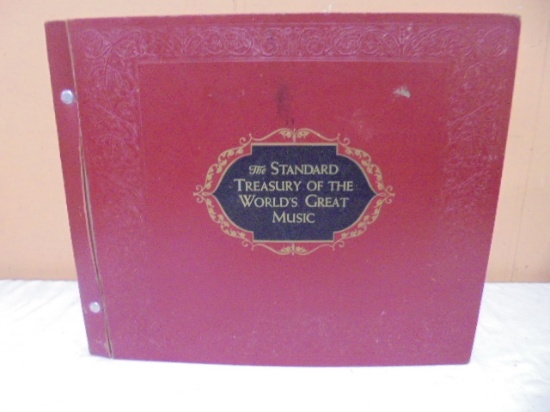 The STANDARD
TREASURY OF THE
WORLD'S GREAT
MUSIC